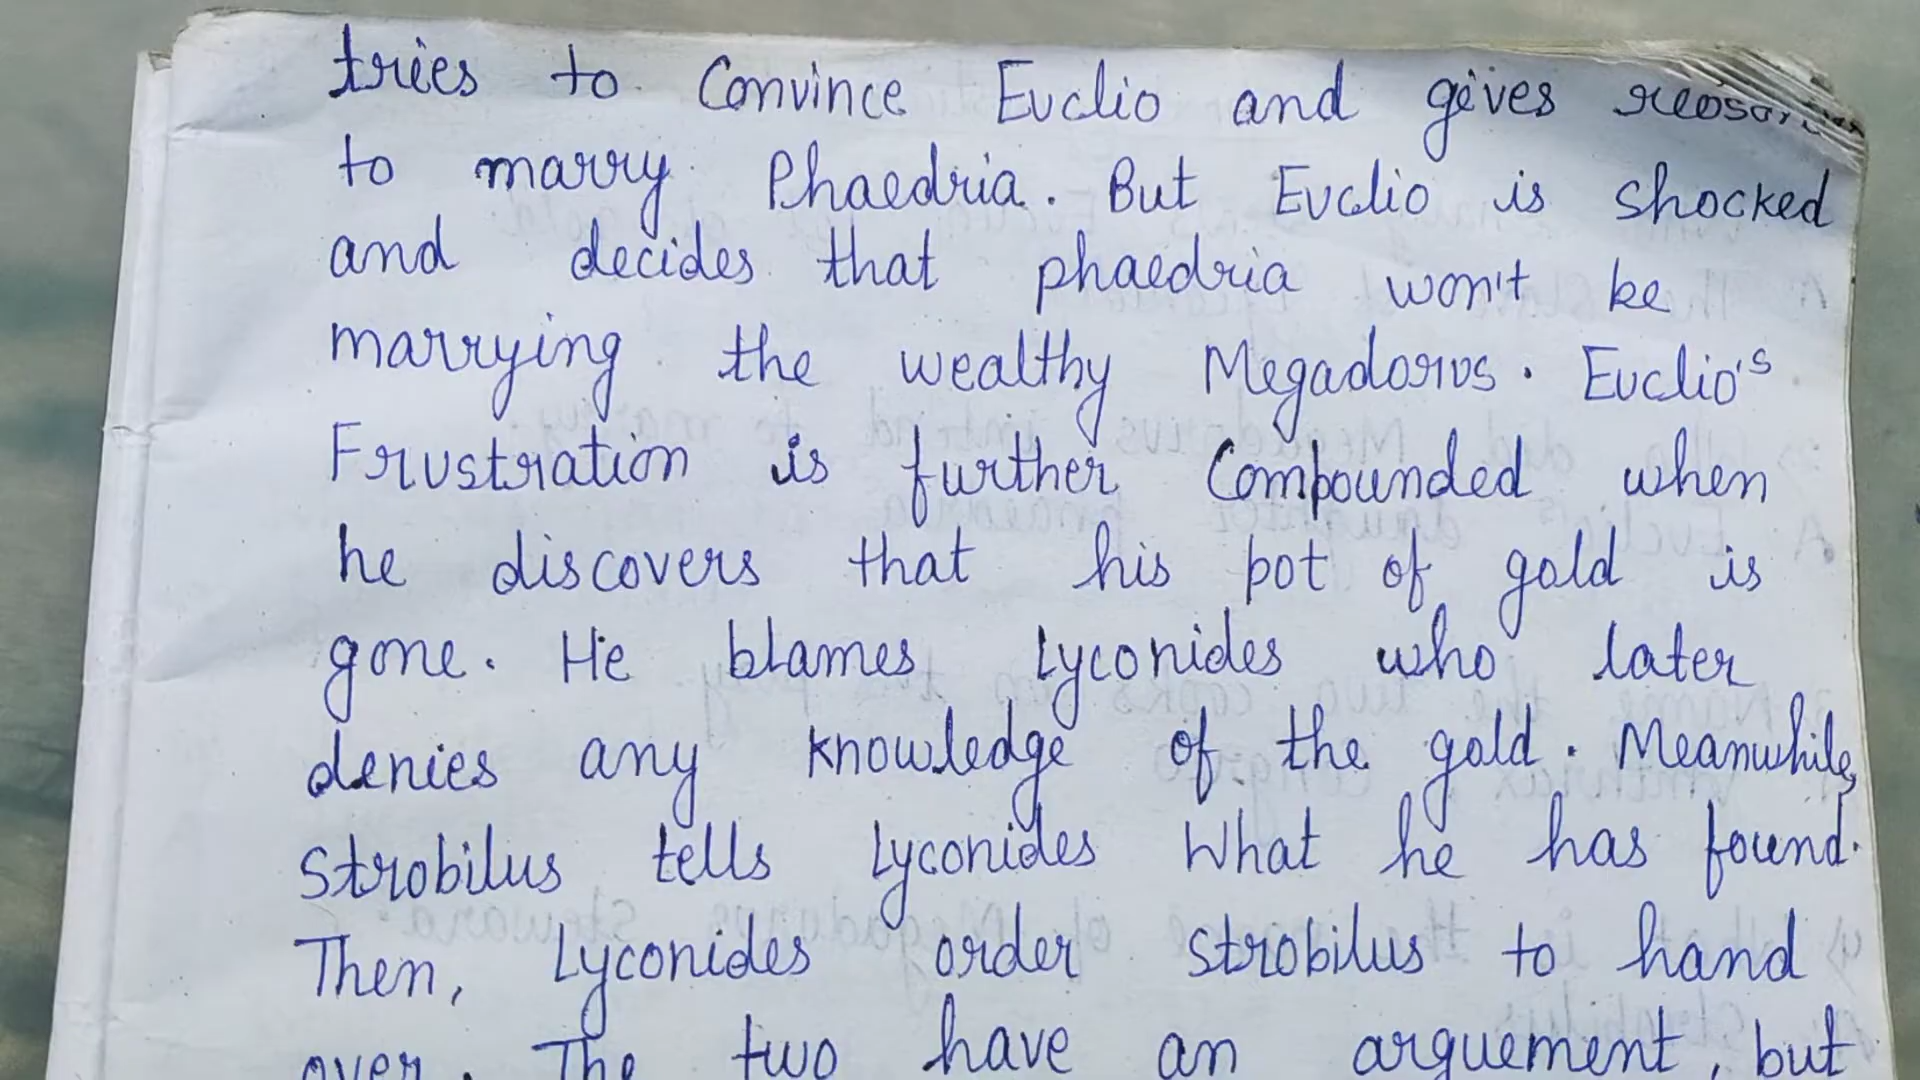 tries to Convince Euclio and gives reasons
to marry Phaedria. But Euclio is shocked
and decides that phaedria won't be
marrying the wealthy Megadorus. Euclio's
Frustration is further Compounded when
he discovers that his pot of gold is
gone. He blames Lyconides who later
denies any knowledge of the gold. Meanwhile,
Strobilus tells Lyconides What he has found.
Then, Lyconides order strobilus to hand
over. The two have an arguement, but